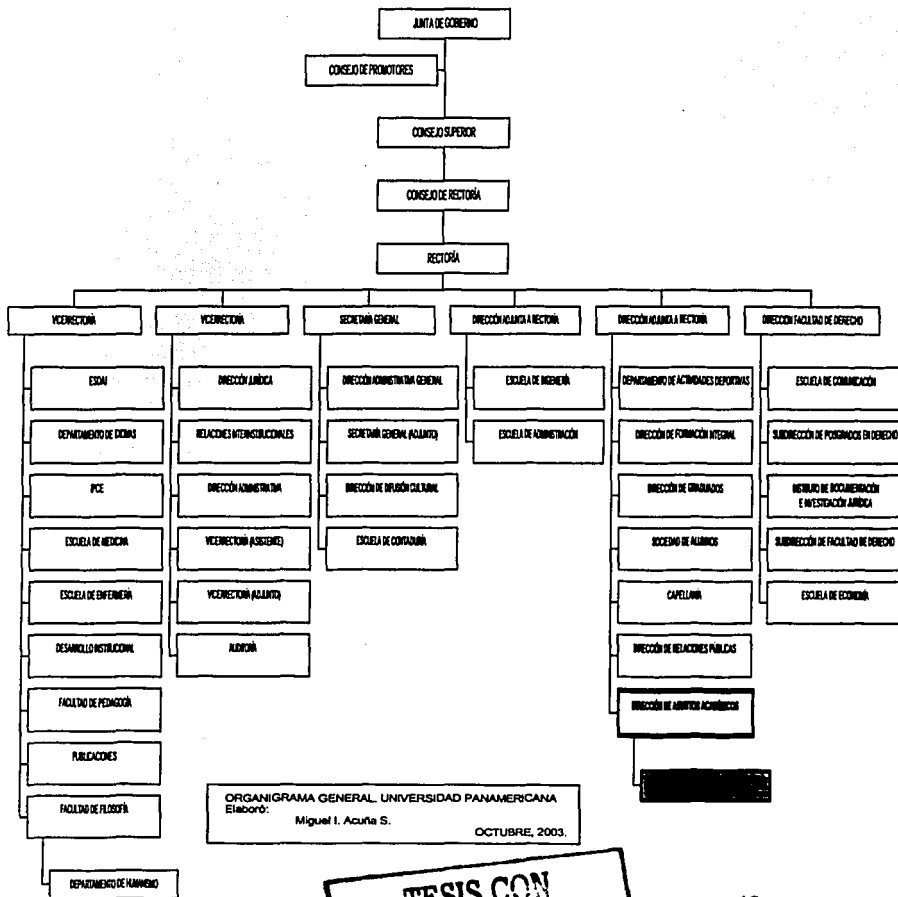 JUNTA DE GOBIERNO
CONSEJO DE PROMOTORES
CONSEJO SUPERIOR
CONSEJO DE RECTORÍA
RECTORÍA
VICERRECTORÍA
VICERRECTORÍA
SECRETARÍA GENERAL
DIRECCIÓN ADJUNTA A RECTORÍA
DIRECCIÓN ADJUNTA A RECTORÍA
DIRECCIÓN FACULTAD DE DERECHO
ESDAI
DEPARTAMENTO DE IDIOMAS
IPCE
ESCUELA DE MEDICINA
ESCUELA DE ENFERMERÍA
DESARROLLO INSTITUCIONAL
FACULTAD DE PEDAGOGÍA
PUBLICACIONES
FACULTAD DE FILOSOFÍA
DEPARTAMENTO DE HUMANISMO
DIRECCIÓN JURÍDICA
RELACIONES INTERINSTITUCIONALES
DIRECCIÓN ADMINISTRATIVA
VICERRECTORÍA (ASISTENTE)
VICERRECTORÍA (ADJUNTO)
AUDITORÍA
DIRECCIÓN ADMINISTRATIVA GENERAL
SECRETARÍA GENERAL (ADJUNTO)
DIRECCIÓN DE DIFUSIÓN CULTURAL
ESCUELA DE CONTADURÍA
ESCUELA DE INGENIERÍA
ESCUELA DE ADMINISTRACIÓN
DEPARTAMENTO DE ACTIVIDADES DEPORTIVAS
DIRECCIÓN DE FORMACIÓN INTEGRAL
DIRECCIÓN DE GRADUADOS
SOCIEDAD DE ALUMNOS
CAPELLANÍA
DIRECCIÓN DE RELACIONES PÚBLICAS
DIRECCIÓN DE ASUNTOS ACADÉMICOS
ESCUELA DE COMUNICACIÓN
SUBDIRECCIÓN DE POSGRADOS EN DERECHO
INSTITUTO DE DOCUMENTACIÓN
E INVESTIGACIÓN JURÍDICA
SUBDIRECCIÓN DE FACULTAD DE DERECHO
ESCUELA DE ECONOMÍA
ORGANIGRAMA GENERAL. UNIVERSIDAD PANAMERICANA
Elaboró:
Miguel I. Acuña S.
OCTUBRE, 2003.
TESIS CON